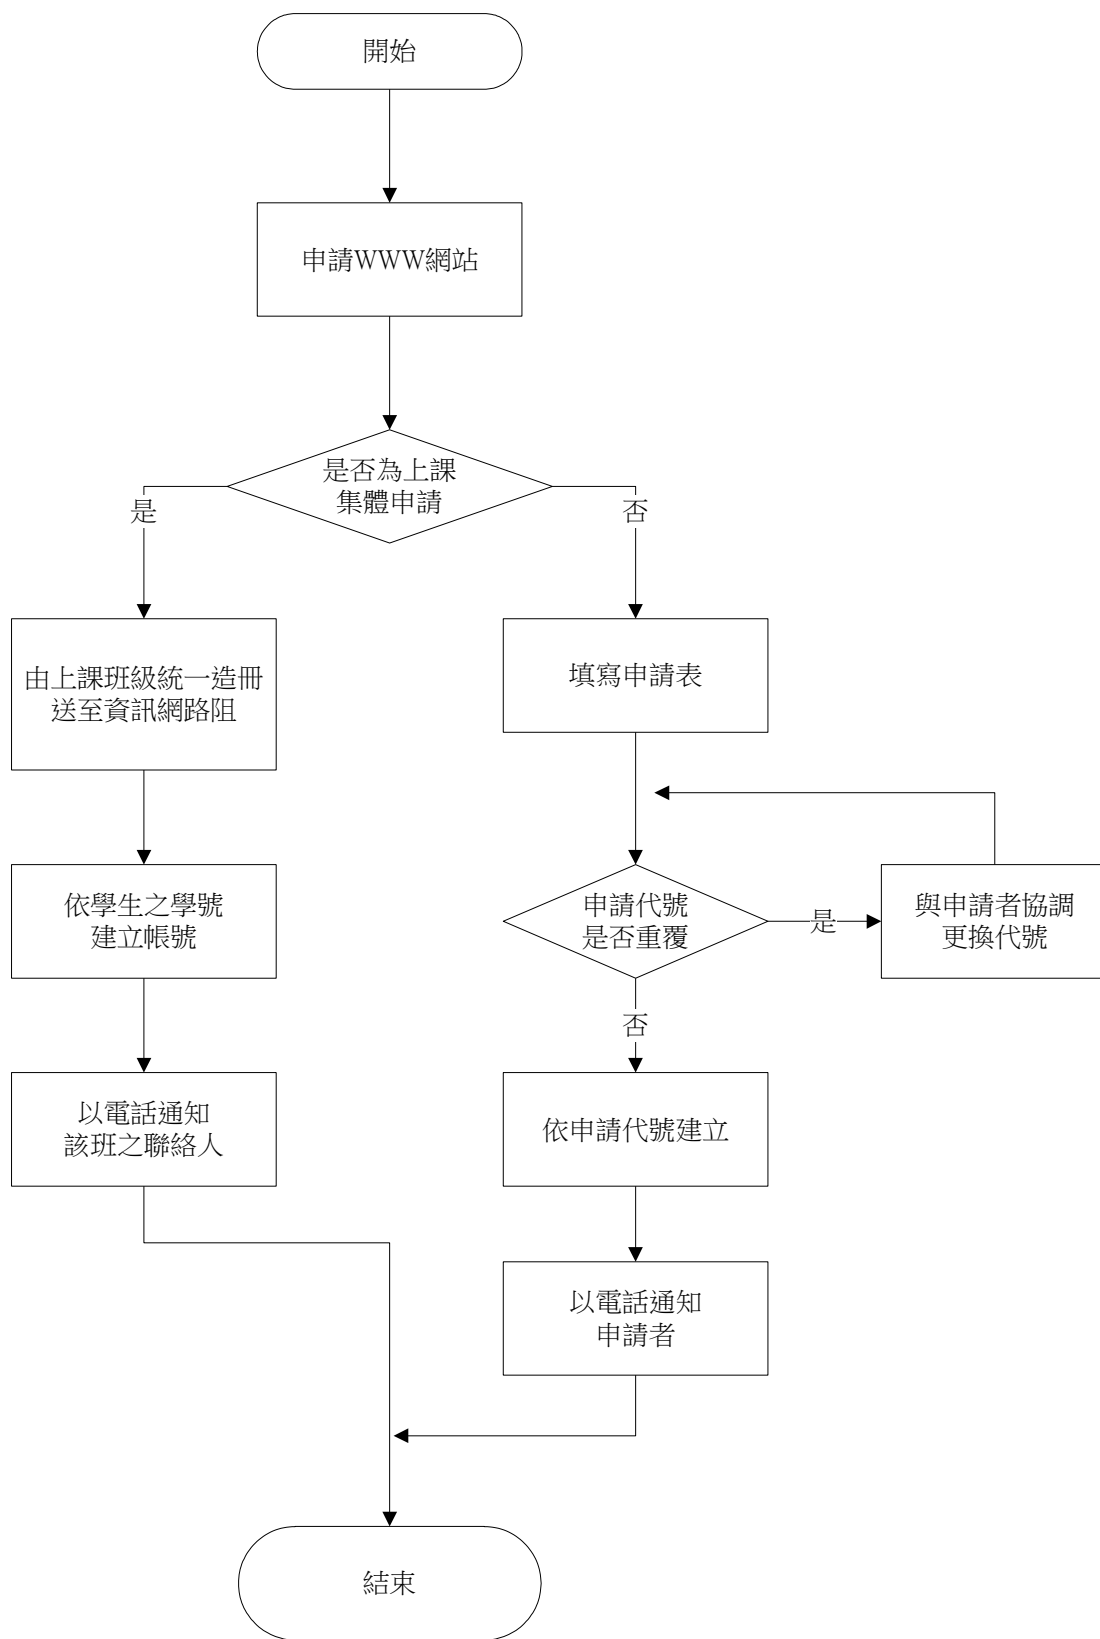 開始
申請WWW網站
是否為上課
集體申請
是
否
由上課班級統一造冊
送至資訊網路阻
填寫申請表
依學生之學號
建立帳號
申請代號
是否重覆
是
與申請者協調
更換代號
否
以電話通知
該班之聯絡人
依申請代號建立
以電話通知
申請者
結束